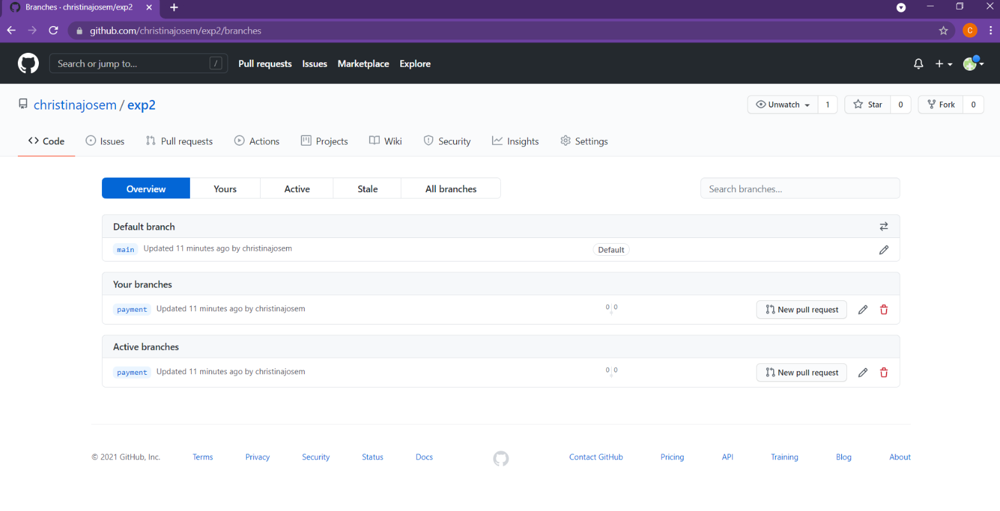 Branches · christinajosem/exp2
github.com/christinajosem/exp2/branches
C
Search or jump to... /
Pull requests Issues Marketplace Explore
christinajosem / exp2
Unwatch 1 Star 0 Fork 0
Code Issues Pull requests Actions Projects Wiki Security Insights Settings
Overview Yours Active Stale All branches Search branches...
Default branch
main Updated 11 minutes ago by christinajosem Default
Your branches
payment Updated 11 minutes ago by christinajosem 0 0 New pull request
Active branches
payment Updated 11 minutes ago by christinajosem 0 0 New pull request
© 2021 GitHub, Inc. Terms Privacy Security Status Docs Contact GitHub Pricing API Training Blog About